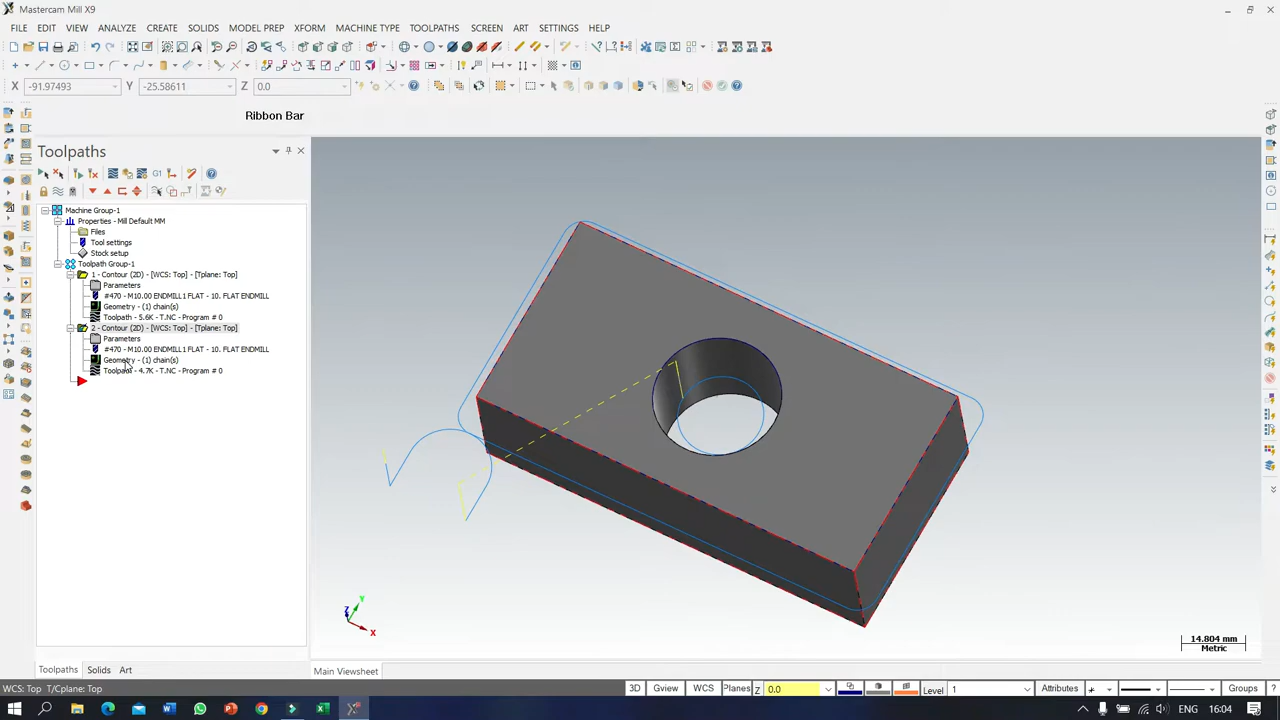 Mastercam Mill X9
FILE EDIT VIEW ANALYZE CREATE SOLIDS MODEL PREP XFORM MACHINE TYPE TOOLPATHS SCREEN ART SETTINGS HELP
X -91.97493 Y -25.58611 Z 0.0
Ribbon Bar
Toolpaths
G1
Machine Group-1
Properties - Mill Default MM
Files
Tool settings
Stock setup
Toolpath Group-1
1 - Contour (2D) - [WCS: Top] - [Tplane: Top]
Parameters
#470 - M10.00 ENDMILL1 FLAT - 10. FLAT ENDMILL
Geometry - (1) chain(s)
Toolpath - 5.6K - T.NC - Program # 0
2 - Contour (2D) - [WCS: Top] - [Tplane: Top]
Parameters
#470 - M10.00 ENDMILL1 FLAT - 10. FLAT ENDMILL
Geometry - (1) chain(s)
Toolpath - 4.7K - T.NC - Program # 0
Z Y X
14.804 mm
Metric
Toolpaths Solids Art
Main Viewsheet
WCS: Top T/Cplane: Top
3D Gview WCS Planes Z 0.0 Level 1 Attributes Groups ?
ENG 16:04